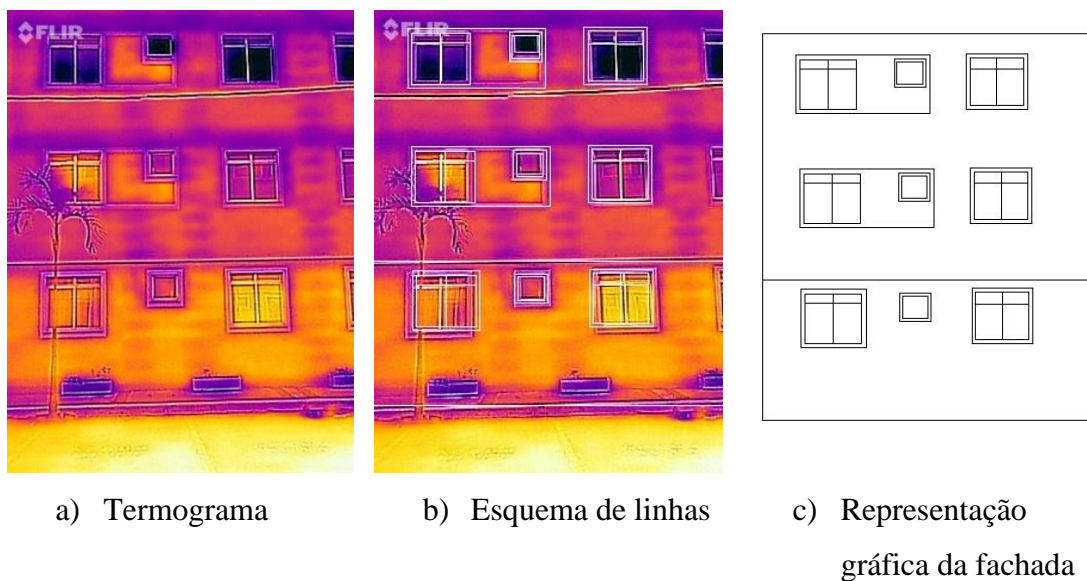 FLIR
FLIR
a) Termograma
b) Esquema de linhas
c) Representação
gráfica da fachada